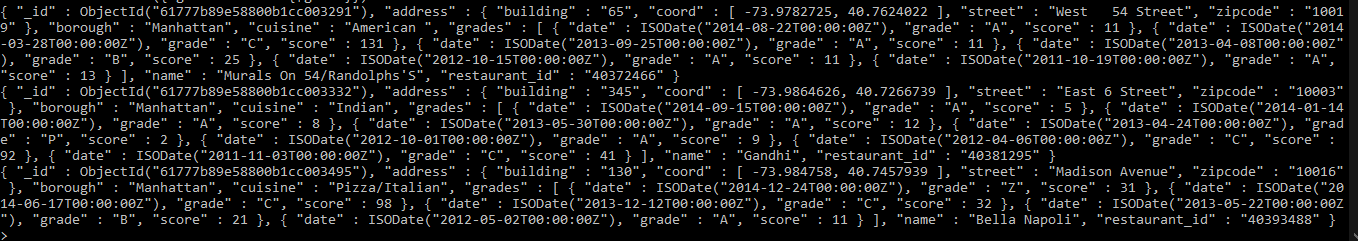 { "_id" : ObjectId("61777b89e58800b1cc003291"), "address" : { "building" : "65", "coord" : [ -73.9782725, 40.7624022 ], "street" : "West   54 Street", "zipcode" : "1001
9" }, "borough" : "Manhattan", "cuisine" : "American ", "grades" : [ { "date" : ISODate("2014-08-22T00:00:00Z"), "grade" : "A", "score" : 11 }, { "date" : ISODate("2014
-03-28T00:00:00Z"), "grade" : "C", "score" : 131 }, { "date" : ISODate("2013-09-25T00:00:00Z"), "grade" : "A", "score" : 11 }, { "date" : ISODate("2013-04-08T00:00:00Z"
), "grade" : "B", "score" : 25 }, { "date" : ISODate("2012-10-15T00:00:00Z"), "grade" : "A", "score" : 11 }, { "date" : ISODate("2011-10-19T00:00:00Z"), "grade" : "A",
"score" : 13 } ], "name" : "Murals On 54/Randolphs'S", "restaurant_id" : "40372466" }
{ "_id" : ObjectId("61777b89e58800b1cc003332"), "address" : { "building" : "345", "coord" : [ -73.9864626, 40.7266739 ], "street" : "East 6 Street", "zipcode" : "10003"
 }, "borough" : "Manhattan", "cuisine" : "Indian", "grades" : [ { "date" : ISODate("2014-09-15T00:00:00Z"), "grade" : "A", "score" : 5 }, { "date" : ISODate("2014-01-14
T00:00:00Z"), "grade" : "A", "score" : 8 }, { "date" : ISODate("2013-05-30T00:00:00Z"), "grade" : "A", "score" : 12 }, { "date" : ISODate("2013-04-24T00:00:00Z"), "grad
e" : "P", "score" : 2 }, { "date" : ISODate("2012-10-01T00:00:00Z"), "grade" : "A", "score" : 9 }, { "date" : ISODate("2012-04-06T00:00:00Z"), "grade" : "C", "score" :
92 }, { "date" : ISODate("2011-11-03T00:00:00Z"), "grade" : "C", "score" : 41 } ], "name" : "Gandhi", "restaurant_id" : "40381295" }
{ "_id" : ObjectId("61777b89e58800b1cc003495"), "address" : { "building" : "130", "coord" : [ -73.984758, 40.7457939 ], "street" : "Madison Avenue", "zipcode" : "10016"
 }, "borough" : "Manhattan", "cuisine" : "Pizza/Italian", "grades" : [ { "date" : ISODate("2014-12-24T00:00:00Z"), "grade" : "Z", "score" : 31 }, { "date" : ISODate("20
14-06-17T00:00:00Z"), "grade" : "C", "score" : 98 }, { "date" : ISODate("2013-12-12T00:00:00Z"), "grade" : "C", "score" : 32 }, { "date" : ISODate("2013-05-22T00:00:00Z
"), "grade" : "B", "score" : 21 }, { "date" : ISODate("2012-05-02T00:00:00Z"), "grade" : "A", "score" : 11 } ], "name" : "Bella Napoli", "restaurant_id" : "40393488" }
>